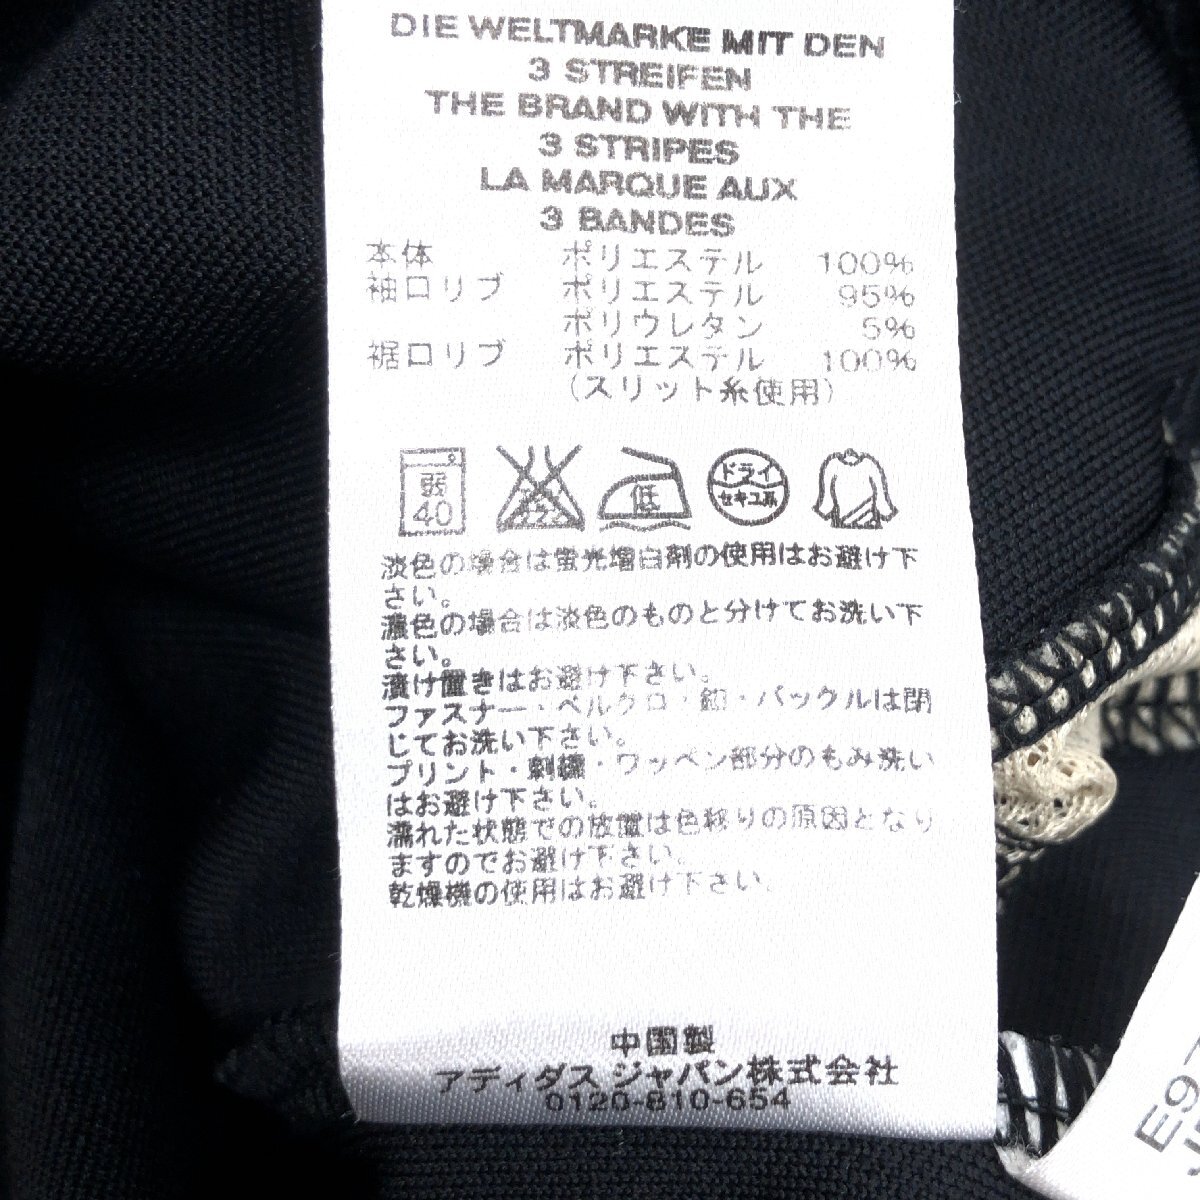 DIE WELTMARKE MIT DEN
3 STREIFEN
THE BRAND WITH THE
3 STRIPES
LA MARQUE AUX
3 BANDES
本体 ポリエステル 100%
袖口リブ ポリエステル 95%
ポリウレタン 5%
裾口リブ ポリエステル 100%
(スリット糸使用)
弱
40
低
ドライ
セキユ系
淡色の場合は蛍光増白剤の使用はお避け下
さい。
濃色の場合は淡色のものと分けてお洗い下
さい。
漬け置きはお避け下さい。
ファスナー・ベルクロ・釦・バックルは閉
じてお洗い下さい。
プリント・刺繍・ワッペン部分のもみ洗い
はお避け下さい。
濡れた状態での放置は色移りの原因となり
ますのでお避け下さい。
乾燥機の使用はお避け下さい。
中国製
アディダス ジャパン株式会社
0120-810-654